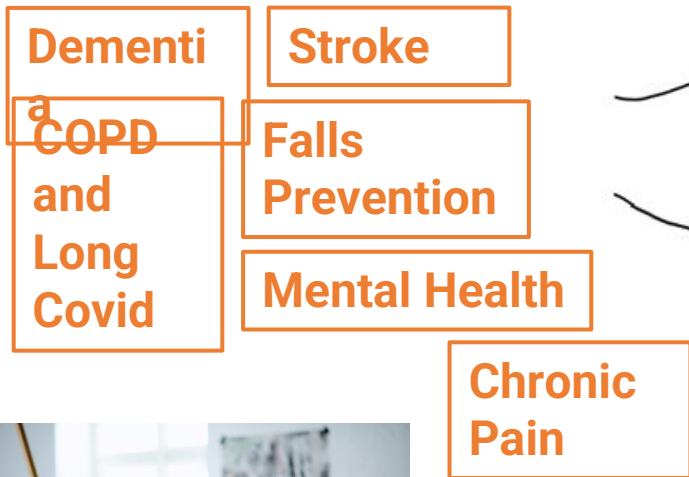 Dementi
a
Stroke
COPD
and
Long
Covid
Falls
Prevention
Mental Health
Chronic
Pain